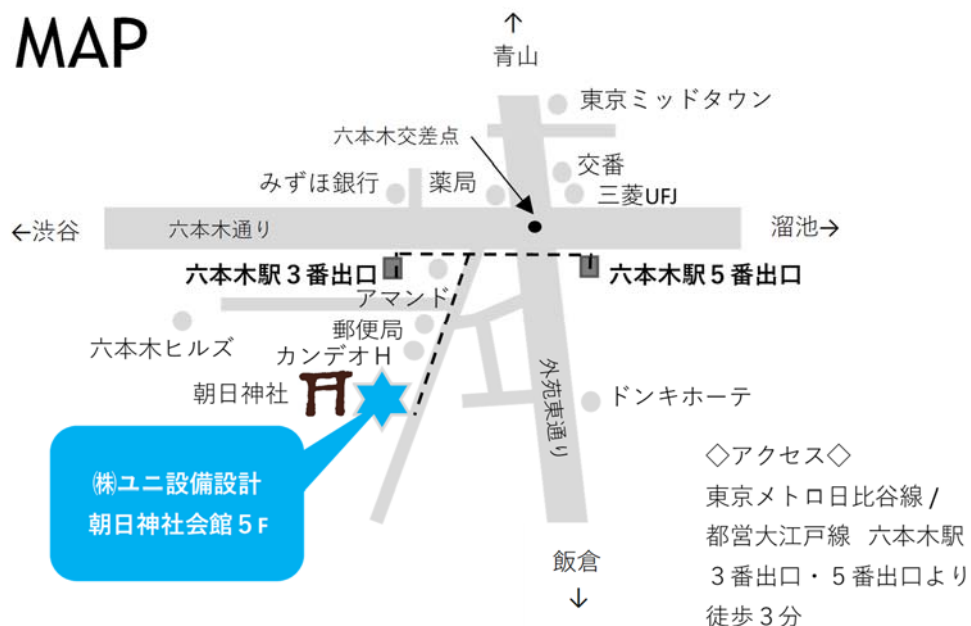 MAP
↑
青山
東京ミッドタウン
六本木交差点
交番
みずほ銀行
薬局
三菱UFJ
←渋谷
六本木通り
溜池→
六本木駅３番出口
六本木駅５番出口
アマンド
郵便局
六本木ヒルズ
カンデオＨ
朝日神社
外苑東通り
ドンキホーテ
㈱ユニ設備設計
朝日神社会館５F
飯倉
↓
◇アクセス◇
東京メトロ日比谷線 /
都営大江戸線 六本木駅
３番出口・５番出口より
徒歩３分